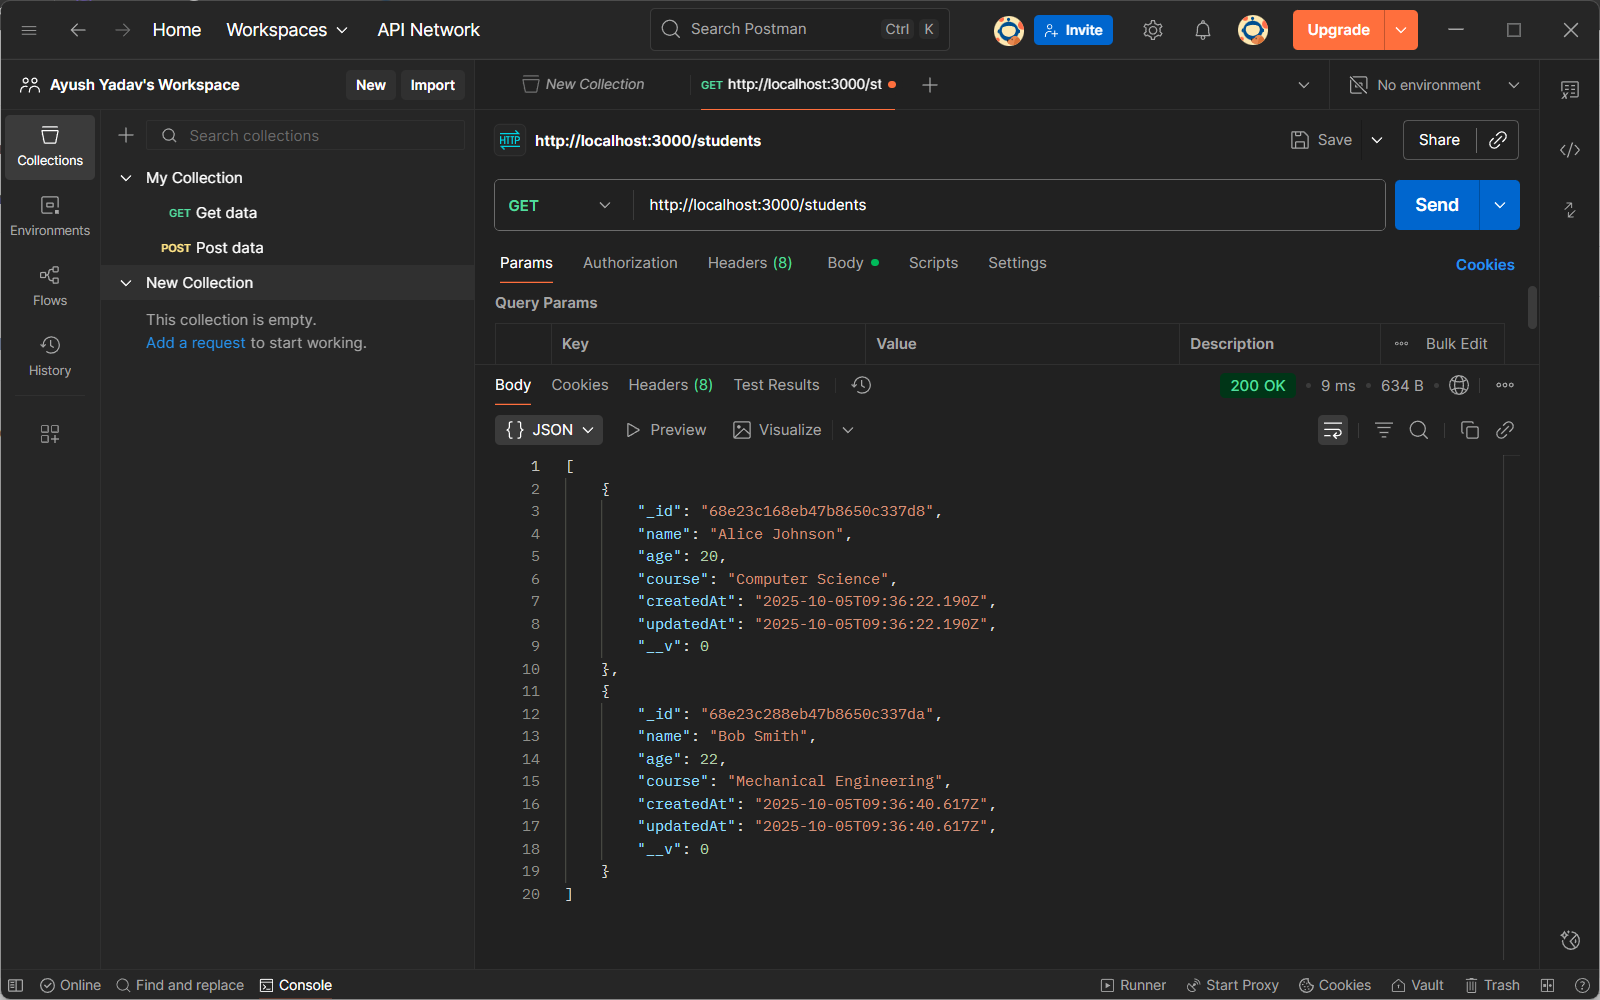 Home Workspaces API Network Search Postman Ctrl K Invite Upgrade
Ayush Yadav's Workspace New Import New Collection GET http://localhost:3000/st No environment
Collections
Environments
Flows
History
Search collections
My Collection
GET Get data
POST Post data
New Collection
This collection is empty.
Add a request to start working.
HTTP http://localhost:3000/students Save Share
GET http://localhost:3000/students Send
Params Authorization Headers (8) Body Scripts Settings Cookies
Query Params
Key Value Description Bulk Edit
Body Cookies Headers (8) Test Results 200 OK 9 ms 634 B
{} JSON Preview Visualize
1 [
2 {
3 "_id": "68e23c168eb47b8650c337d8",
4 "name": "Alice Johnson",
5 "age": 20,
6 "course": "Computer Science",
7 "createdAt": "2025-10-05T09:36:22.190Z",
8 "updatedAt": "2025-10-05T09:36:22.190Z",
9 "__v": 0
10 },
11 {
12 "_id": "68e23c288eb47b8650c337da",
13 "name": "Bob Smith",
14 "age": 22,
15 "course": "Mechanical Engineering",
16 "createdAt": "2025-10-05T09:36:40.617Z",
17 "updatedAt": "2025-10-05T09:36:40.617Z",
18 "__v": 0
19 }
20 ]
Online Find and replace Console Runner Start Proxy Cookies Vault Trash